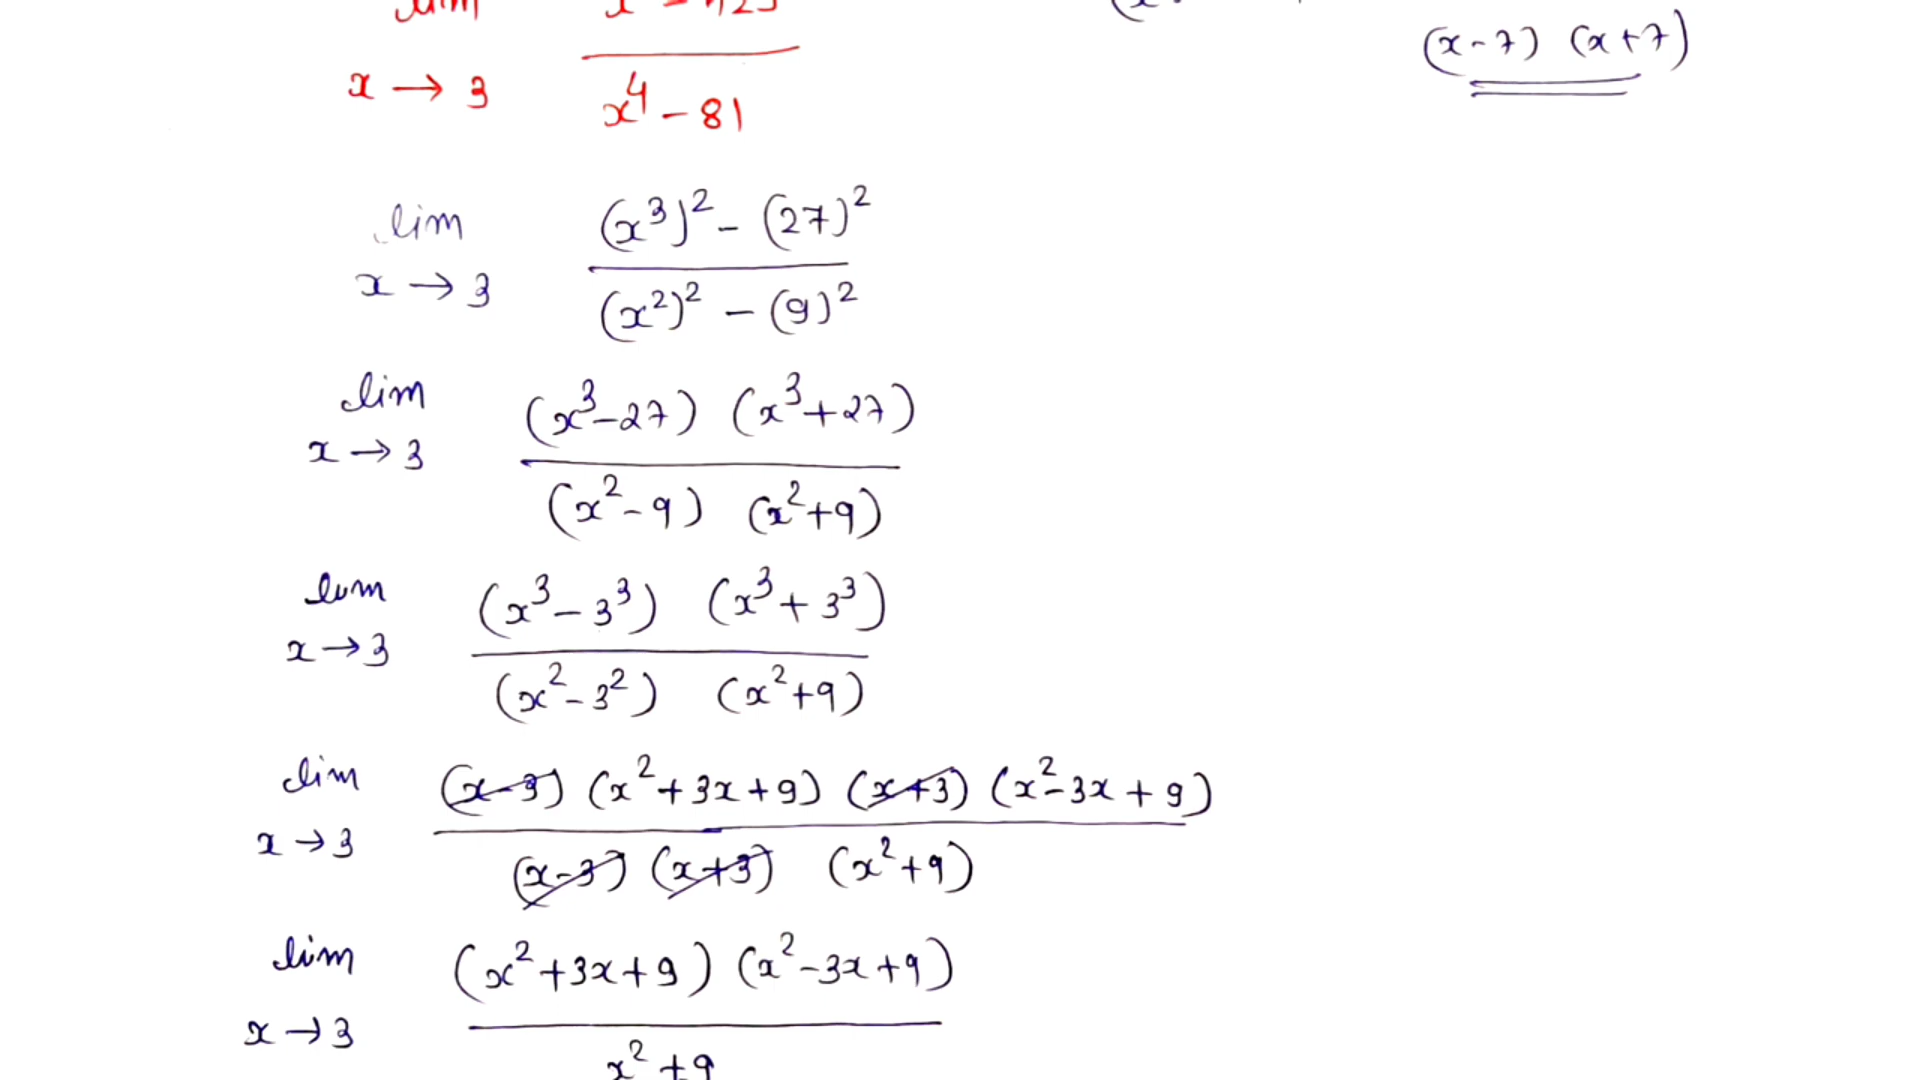 (x-7) (x+7)
x → 3
x⁴ - 81
lim x → 3 (x³)² - (27)² / (x²)² - (9)²
lim x → 3 (x³-27) (x³+27) / (x²-9) (x²+9)
lim x → 3 (x³-3³) (x³+3³) / (x²-3²) (x²+9)
lim x → 3 (x-3) (x²+3x+9) (x+3) (x²-3x+9) / (x-3) (x+3) (x²+9)
lim x → 3 (x²+3x+9) (x²-3x+9) / x²+9